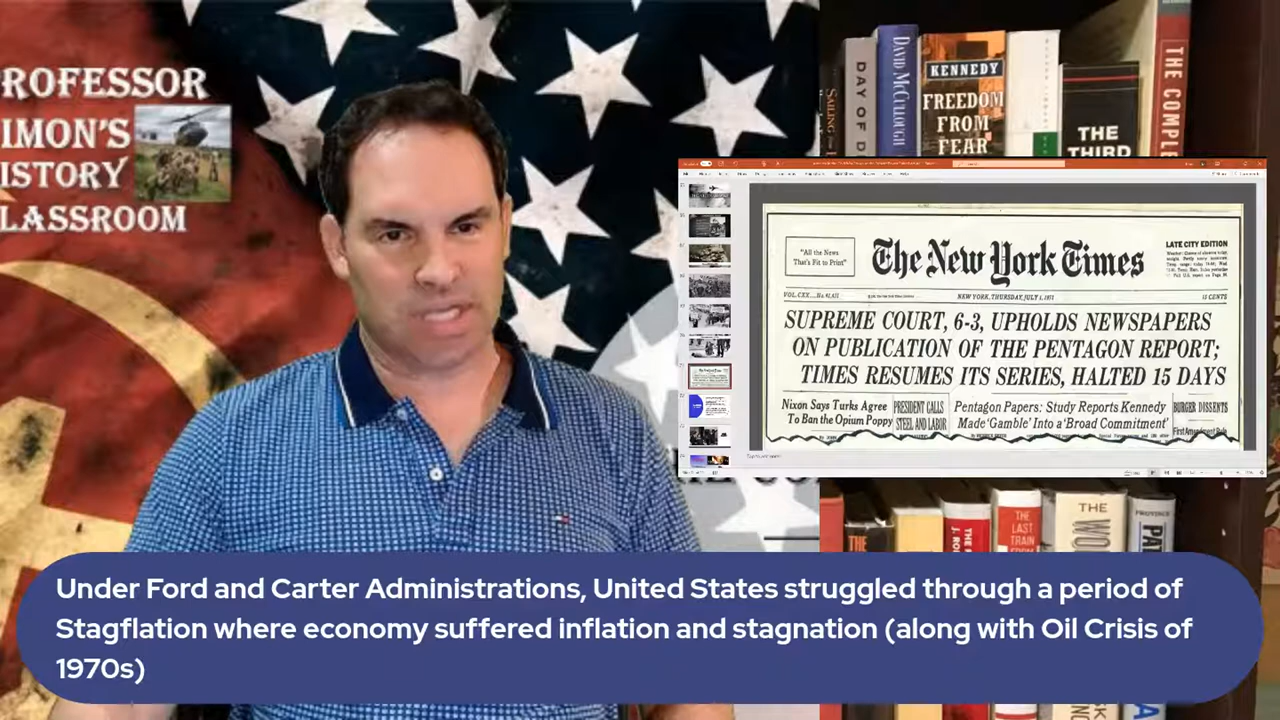 ROFESSOR
IMON'S
ISTORY
LASSROOM
DAY OF D
DAVID MCCULLOUGH
KENNEDY
FREEDOM
FROM
FEAR
THE
THIRD
THE COMPLE
"All the News
That's Fit to Print"
The New York Times
LATE CITY EDITION
NEW YORK, THURSDAY, JULY 1, 1971
15 CENTS
SUPREME COURT, 6-3, UPHOLDS NEWSPAPERS
ON PUBLICATION OF THE PENTAGON REPORT;
TIMES RESUMES ITS SERIES, HALTED 15 DAYS
Nixon Says Turks Agree
To Ban the Opium Poppy
PRESIDENT CALLS
STEEL AND LABOR
Pentagon Papers: Study Reports Kennedy
Made 'Gamble' Into a 'Broad Commitment'
BURGER DISSENTS
THE
THE
LAST
TRAIN
THE
Under Ford and Carter Administrations, United States struggled through a period of
Stagflation where economy suffered inflation and stagnation (along with Oil Crisis of
1970s)